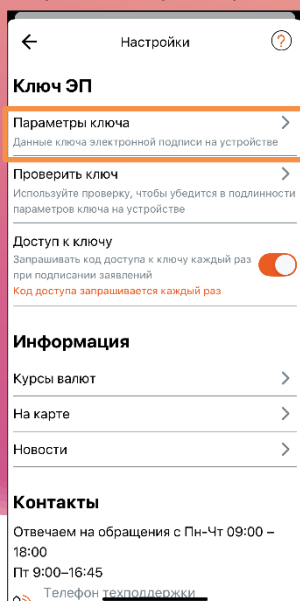 Настройки
?
Ключ ЭП
Параметры ключа
Данные ключа электронной подписи на устройстве
Проверить ключ
Используйте проверку, чтобы убедится в подлинности
параметров ключа на устройстве
Доступ к ключу
Запрашивать код доступа к ключу каждый раз
при подписании заявлений
Код доступа запрашивается каждый раз
Информация
Курсы валют
На карте
Новости
Контакты
Отвечаем на обращения с Пн-Чт 09:00 –
18:00
Пт 9:00–16:45
Телефон техподдержки